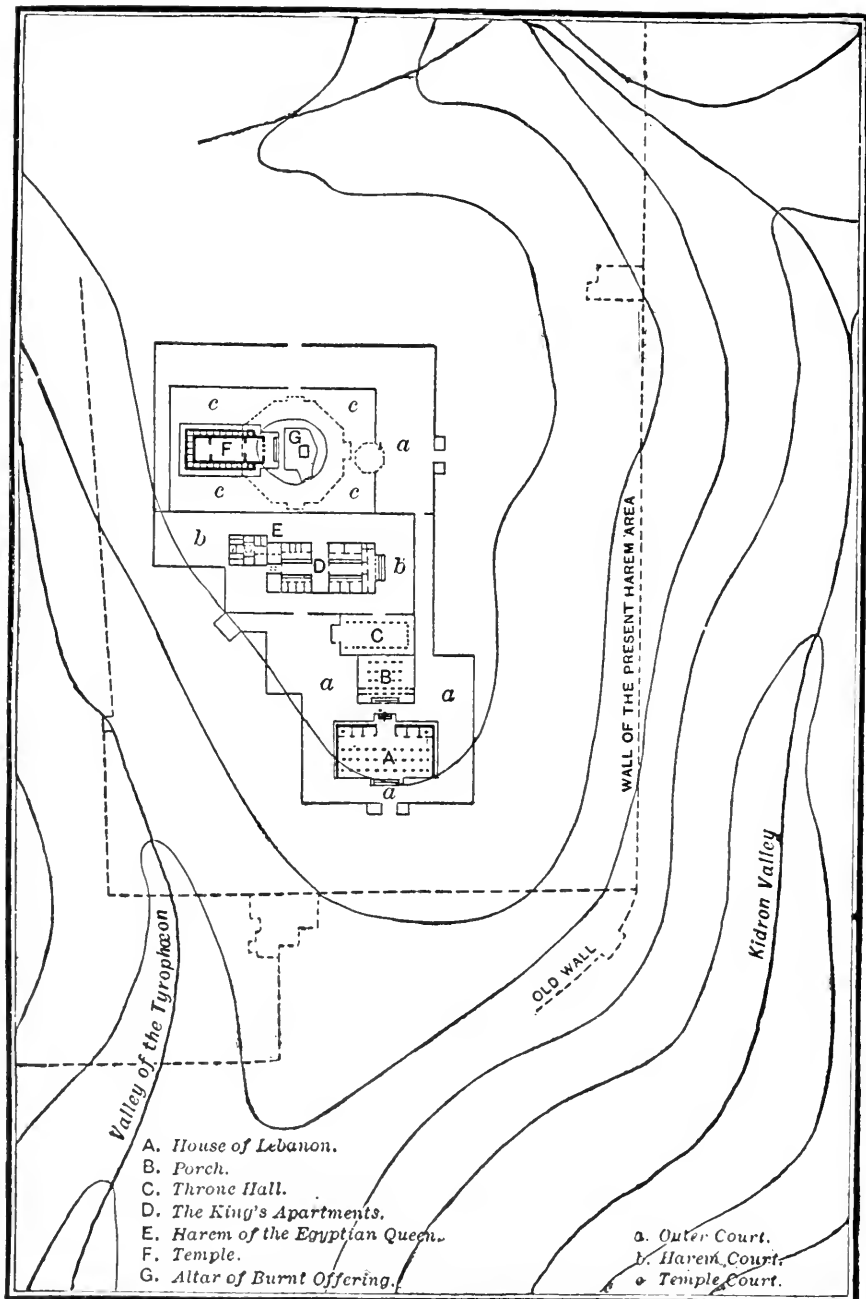 c c
F G a
c c
b E
D b
C
B
a a
A
a
WALL OF THE PRESENT HAREM AREA
Kidron Valley
OLD WALL
Valley of the Tyrophœon
A. House of Lebanon.
B. Porch.
C. Throne Hall.
D. The King's Apartments.
E. Harem of the Egyptian Queen.
F. Temple.
G. Altar of Burnt Offering.
a. Outer Court.
b. Harem Court.
c Temple Court.